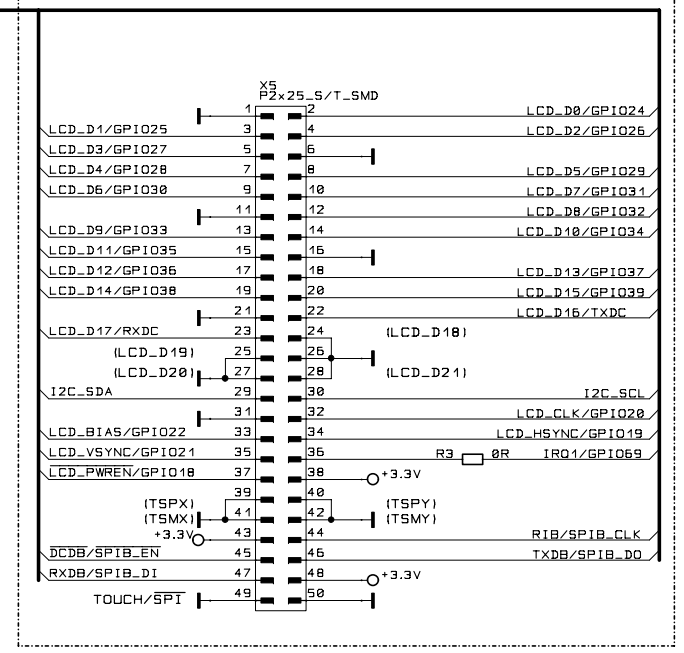 X5
P2x25_S/T_SMD
1 2 LCD_D0/GPIO24
LCD_D1/GPIO25 3 4 LCD_D2/GPIO26
LCD_D3/GPIO27 5 6
LCD_D4/GPIO28 7 8 LCD_D5/GPIO29
LCD_D6/GPIO30 9 10 LCD_D7/GPIO31
11 12 LCD_D8/GPIO32
LCD_D9/GPIO33 13 14 LCD_D10/GPIO34
LCD_D11/GPIO35 15 16
LCD_D12/GPIO36 17 18 LCD_D13/GPIO37
LCD_D14/GPIO38 19 20 LCD_D15/GPIO39
21 22 LCD_D16/TXDC
LCD_D17/RXDC 23 24 (LCD_D18)
(LCD_D19) 25 26
(LCD_D20) 27 28 (LCD_D21)
I2C_SDA 29 30 I2C_SCL
31 32 LCD_CLK/GPIO20
LCD_BIAS/GPIO22 33 34 LCD_HSYNC/GPIO19
LCD_VSYNC/GPIO21 35 36 R3 0R IRQ1/GPIO69
LCD_PWREN/GPIO18 37 38 +3.3V
(TSPX) 39 40 (TSPY)
(TSMX) 41 42 (TSMY)
+3.3V 43 44 RIB/SPIB_CLK
DCDB/SPIB_EN 45 46 TXDB/SPIB_DO
RXDB/SPIB_DI 47 48 +3.3V
TOUCH/SPI 49 50